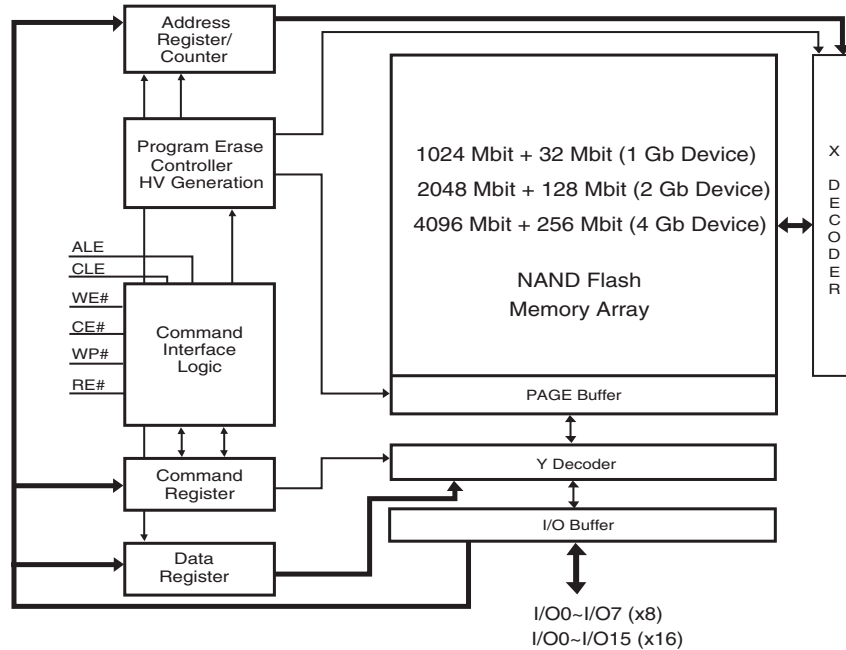 Address
Register/
Counter
Program Erase
Controller
HV Generation
ALE
CLE
WE#
CE#
WP#
RE#
Command
Interface
Logic
Command
Register
Data
Register
1024 Mbit + 32 Mbit (1 Gb Device)
2048 Mbit + 128 Mbit (2 Gb Device)
4096 Mbit + 256 Mbit (4 Gb Device)
NAND Flash
Memory Array
X
D
E
C
O
D
E
R
PAGE Buffer
Y Decoder
I/O Buffer
I/O0~I/O7 (x8)
I/O0~I/O15 (x16)